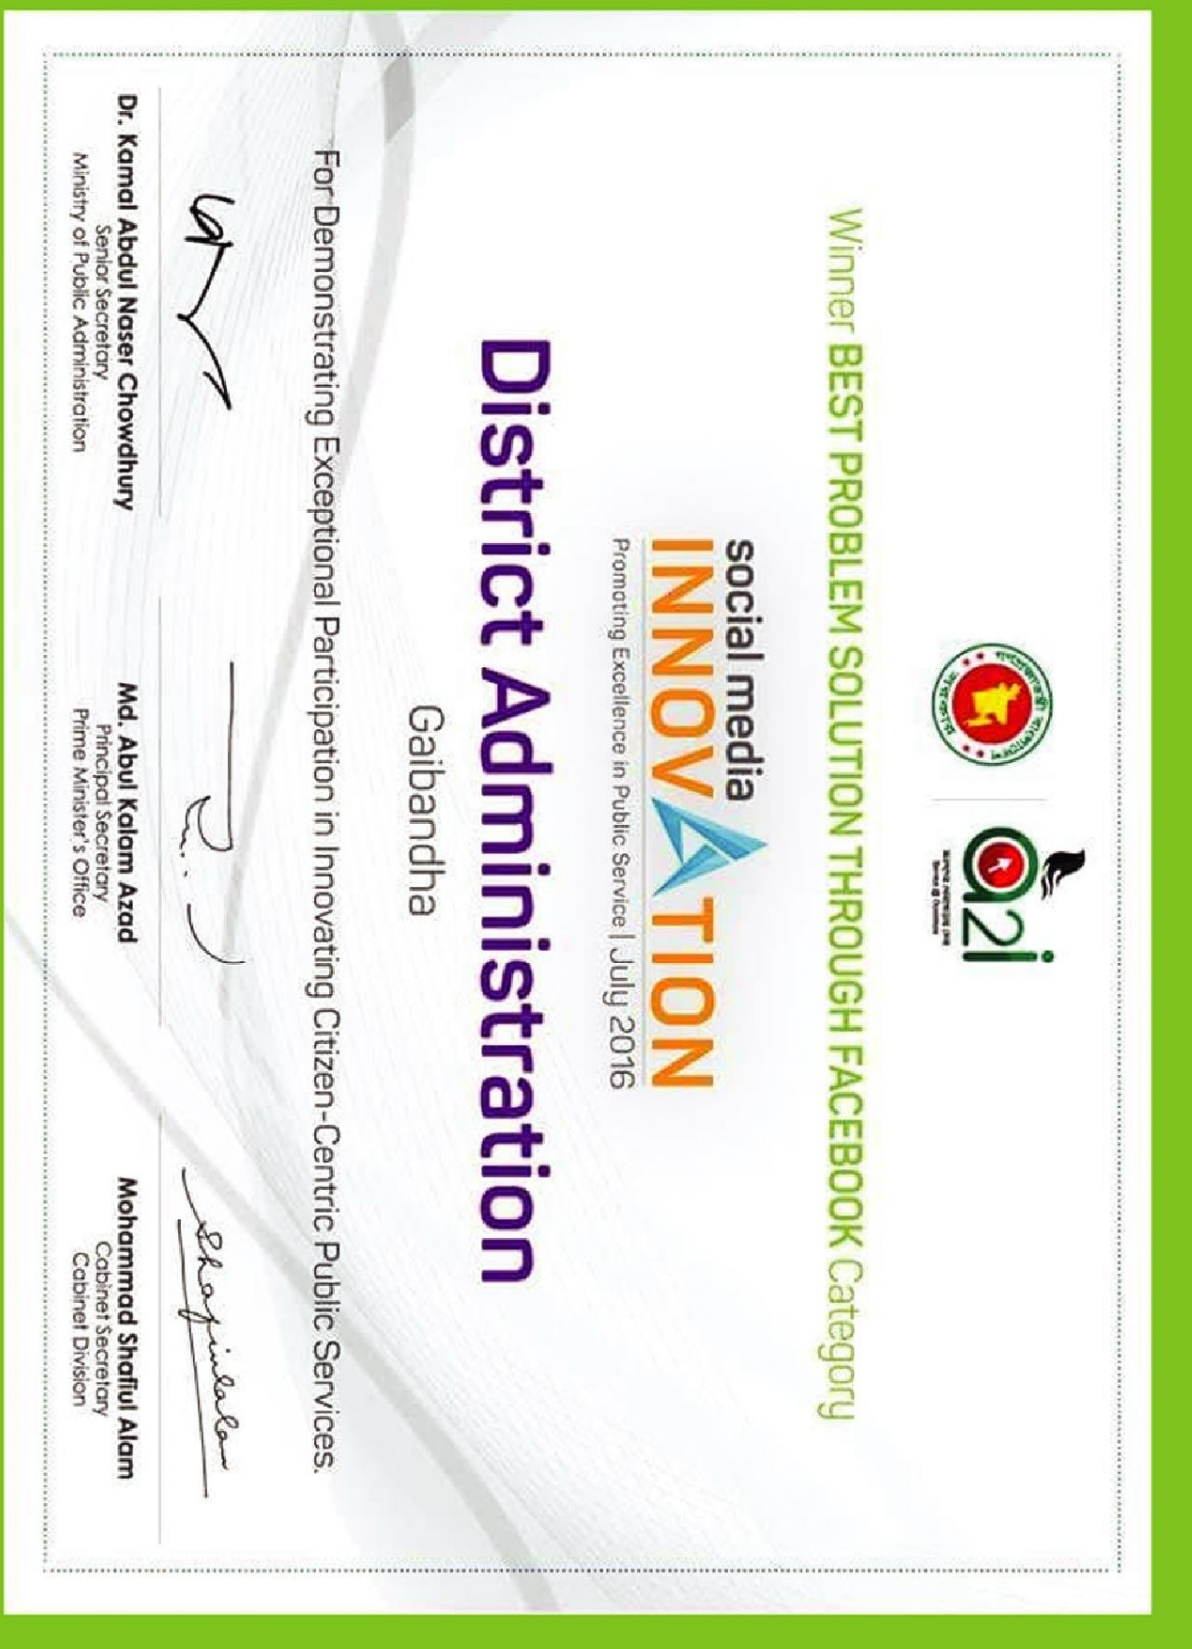 a2i
Winner BEST PROBLEM SOLUTION THROUGH FACEBOOK Category
social media
INNOVATION
Promoting Excellence in Public Service | July 2016
District Administration
Gaibandha
For Demonstrating Exceptional Participation in Innovating Citizen-Centric Public Services.
Dr. Kamal Abdul Naser Chowdhury
Senior Secretary
Ministry of Public Administration
Md. Abul Kalam Azad
Principal Secretary
Prime Minister's Office
Mohammad Shafiul Alam
Cabinet Secretary
Cabinet Division